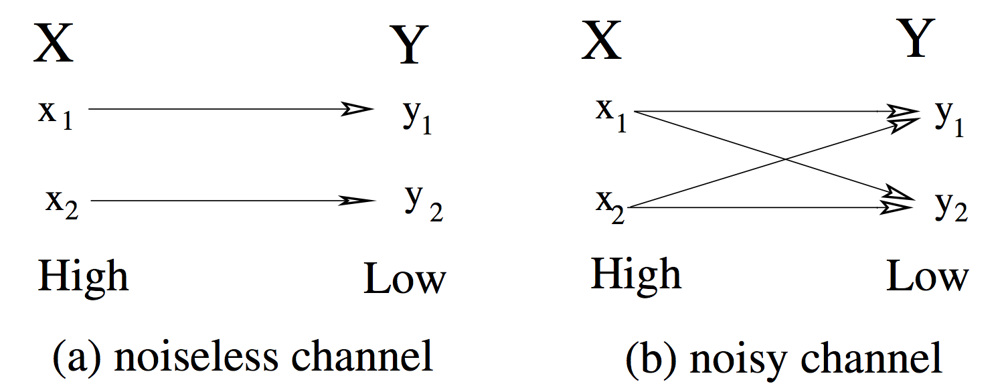 X Y
x1 y1
x2 y2
High Low
(a) noiseless channel
X Y
x1 y1
x2 y2
High Low
(b) noisy channel